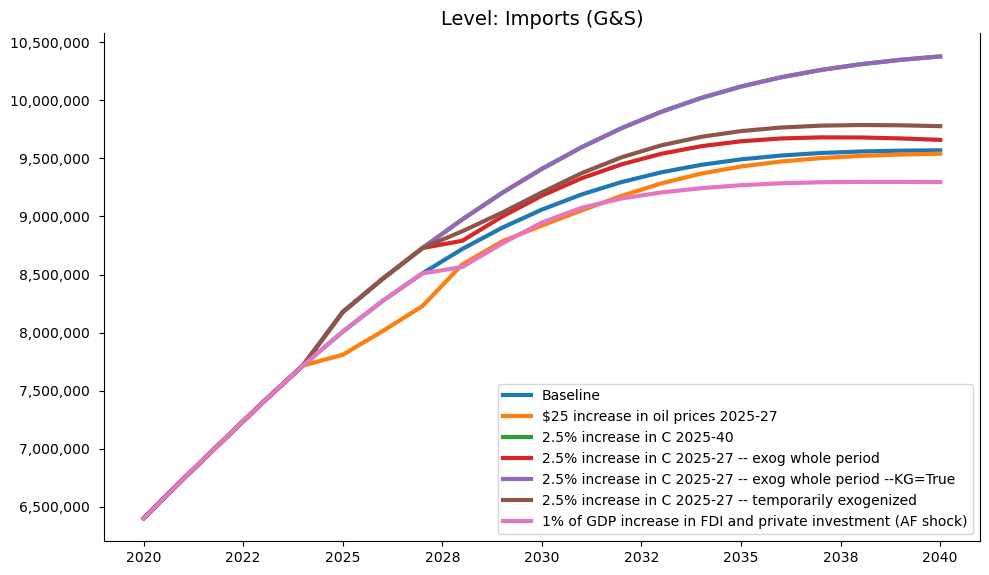 Level: Imports (G&S)
10,500,000
10,000,000
9,500,000
9,000,000
8,500,000
8,000,000
7,500,000
7,000,000
6,500,000
Baseline
$25 increase in oil prices 2025-27
2.5% increase in C 2025-40
2.5% increase in C 2025-27 -- exog whole period
2.5% increase in C 2025-27 -- exog whole period --KG=True
2.5% increase in C 2025-27 -- temporarily exogenized
1% of GDP increase in FDI and private investment (AF shock)
2020 2022 2025 2028 2030 2032 2035 2038 2040